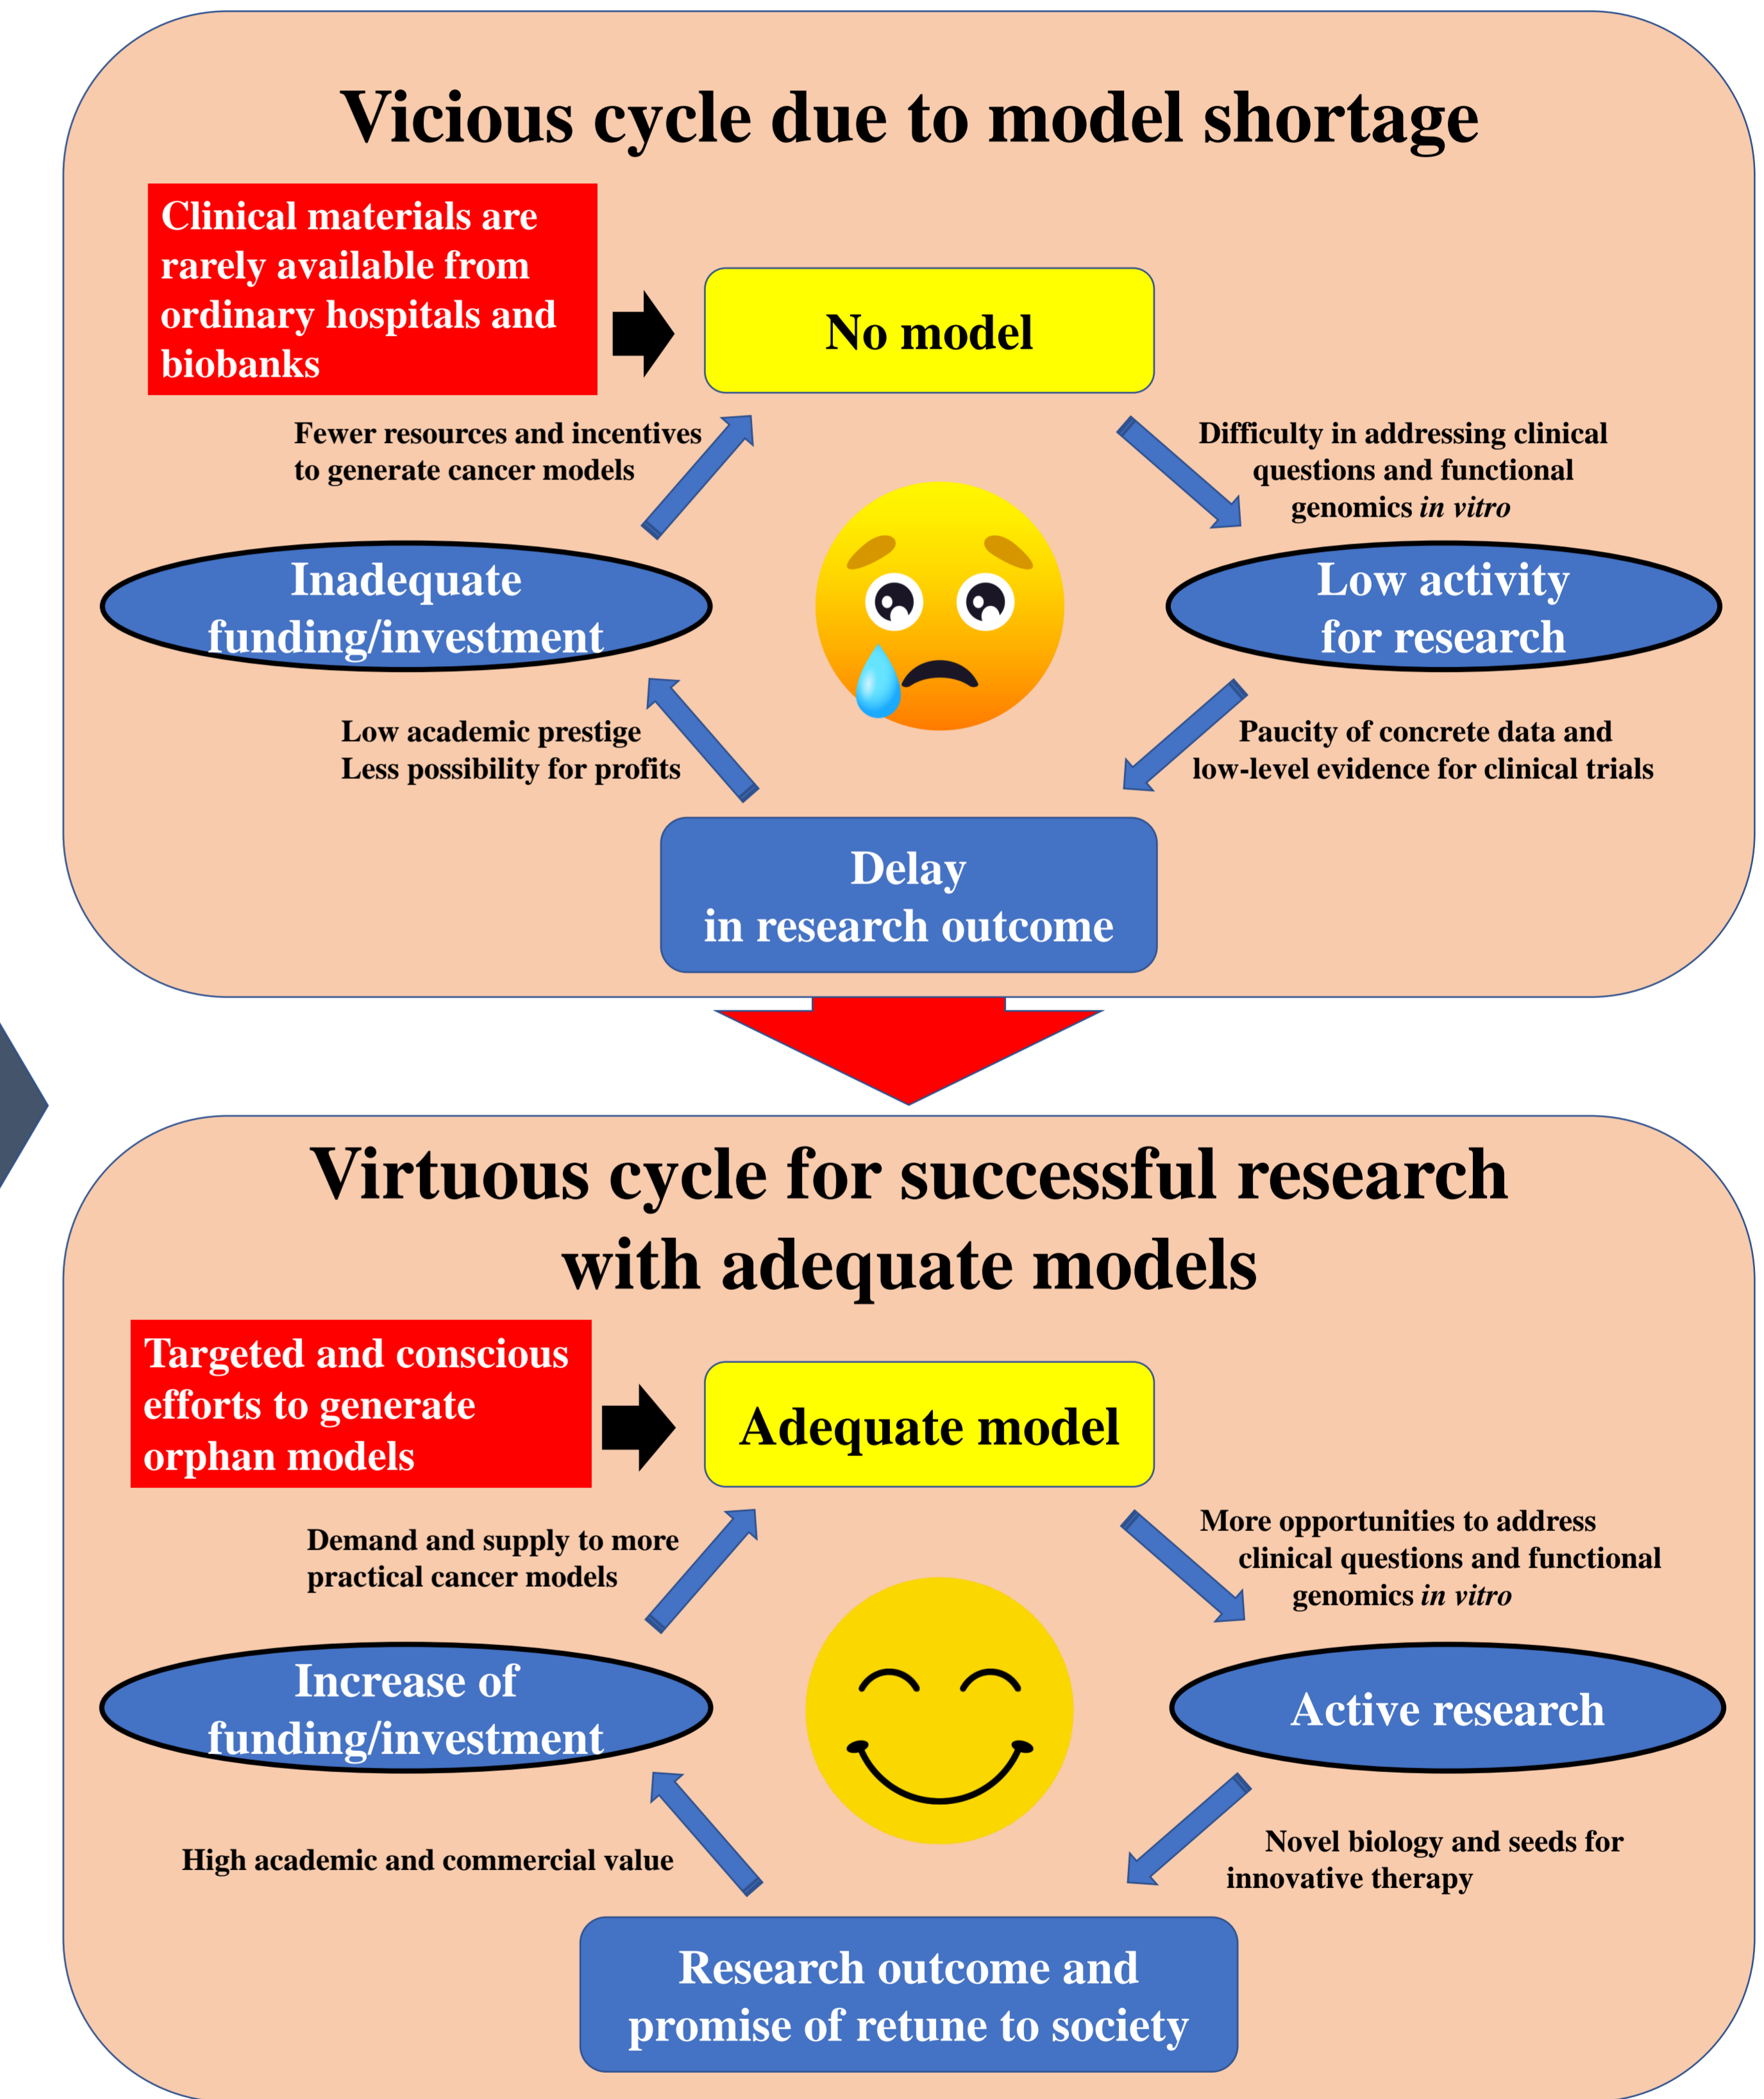 Vicious cycle due to model shortage
Clinical materials are
rarely available from
ordinary hospitals and
biobanks
No model
Fewer resources and incentives
to generate cancer models
Difficulty in addressing clinical
questions and functional
genomics in vitro
Inadequate
funding/investment
Low activity
for research
Low academic prestige
Less possibility for profits
Paucity of concrete data and
low-level evidence for clinical trials
Delay
in research outcome
Virtuous cycle for successful research
with adequate models
Targeted and conscious
efforts to generate
orphan models
Adequate model
Demand and supply to more
practical cancer models
More opportunities to address
clinical questions and functional
genomics in vitro
Increase of
funding/investment
Active research
High academic and commercial value
Novel biology and seeds for
innovative therapy
Research outcome and
promise of retune to society